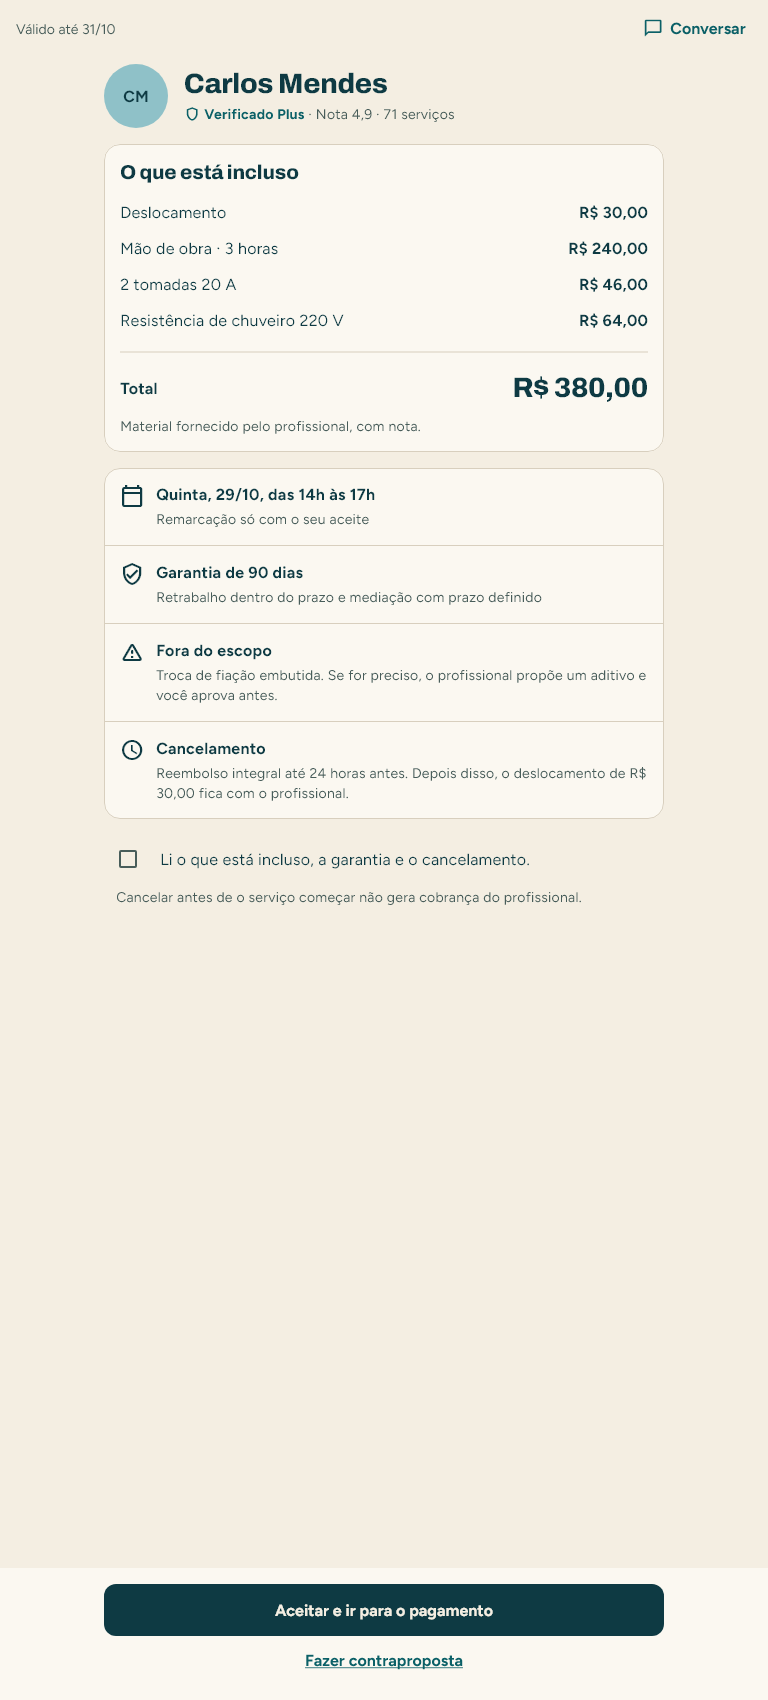 Válido até 31/10
Conversar
CM
Carlos Mendes
Verificado Plus · Nota 4,9 · 71 serviços
O que está incluso
Deslocamento R$ 30,00
Mão de obra · 3 horas R$ 240,00
2 tomadas 20 A R$ 46,00
Resistência de chuveiro 220 V R$ 64,00
Total R$ 380,00
Material fornecido pelo profissional, com nota.
Quinta, 29/10, das 14h às 17h
Remarcação só com o seu aceite
Garantia de 90 dias
Retrabalho dentro do prazo e mediação com prazo definido
Fora do escopo
Troca de fiação embutida. Se for preciso, o profissional propõe um aditivo e
você aprova antes.
Cancelamento
Reembolso integral até 24 horas antes. Depois disso, o deslocamento de R$
30,00 fica com o profissional.
Li o que está incluso, a garantia e o cancelamento.
Cancelar antes de o serviço começar não gera cobrança do profissional.
Aceitar e ir para o pagamento
Fazer contraproposta